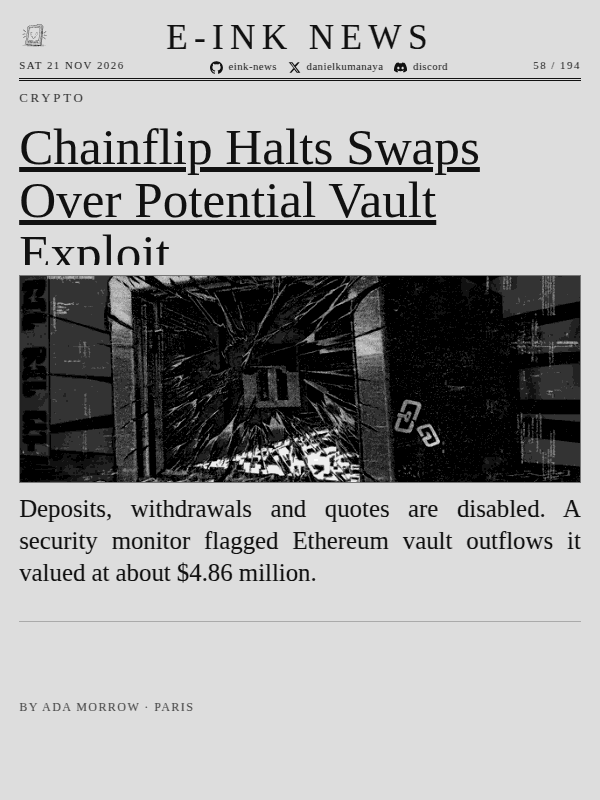 E-INK NEWS
SAT 21 NOV 2026
eink-news
danielkumanaya
discord
58 / 194
CRYPTO
Chainflip Halts Swaps
Over Potential Vault
Exploit
Deposits, withdrawals and quotes are disabled. A
security monitor flagged Ethereum vault outflows it
valued at about $4.86 million.
BY ADA MORROW · PARIS